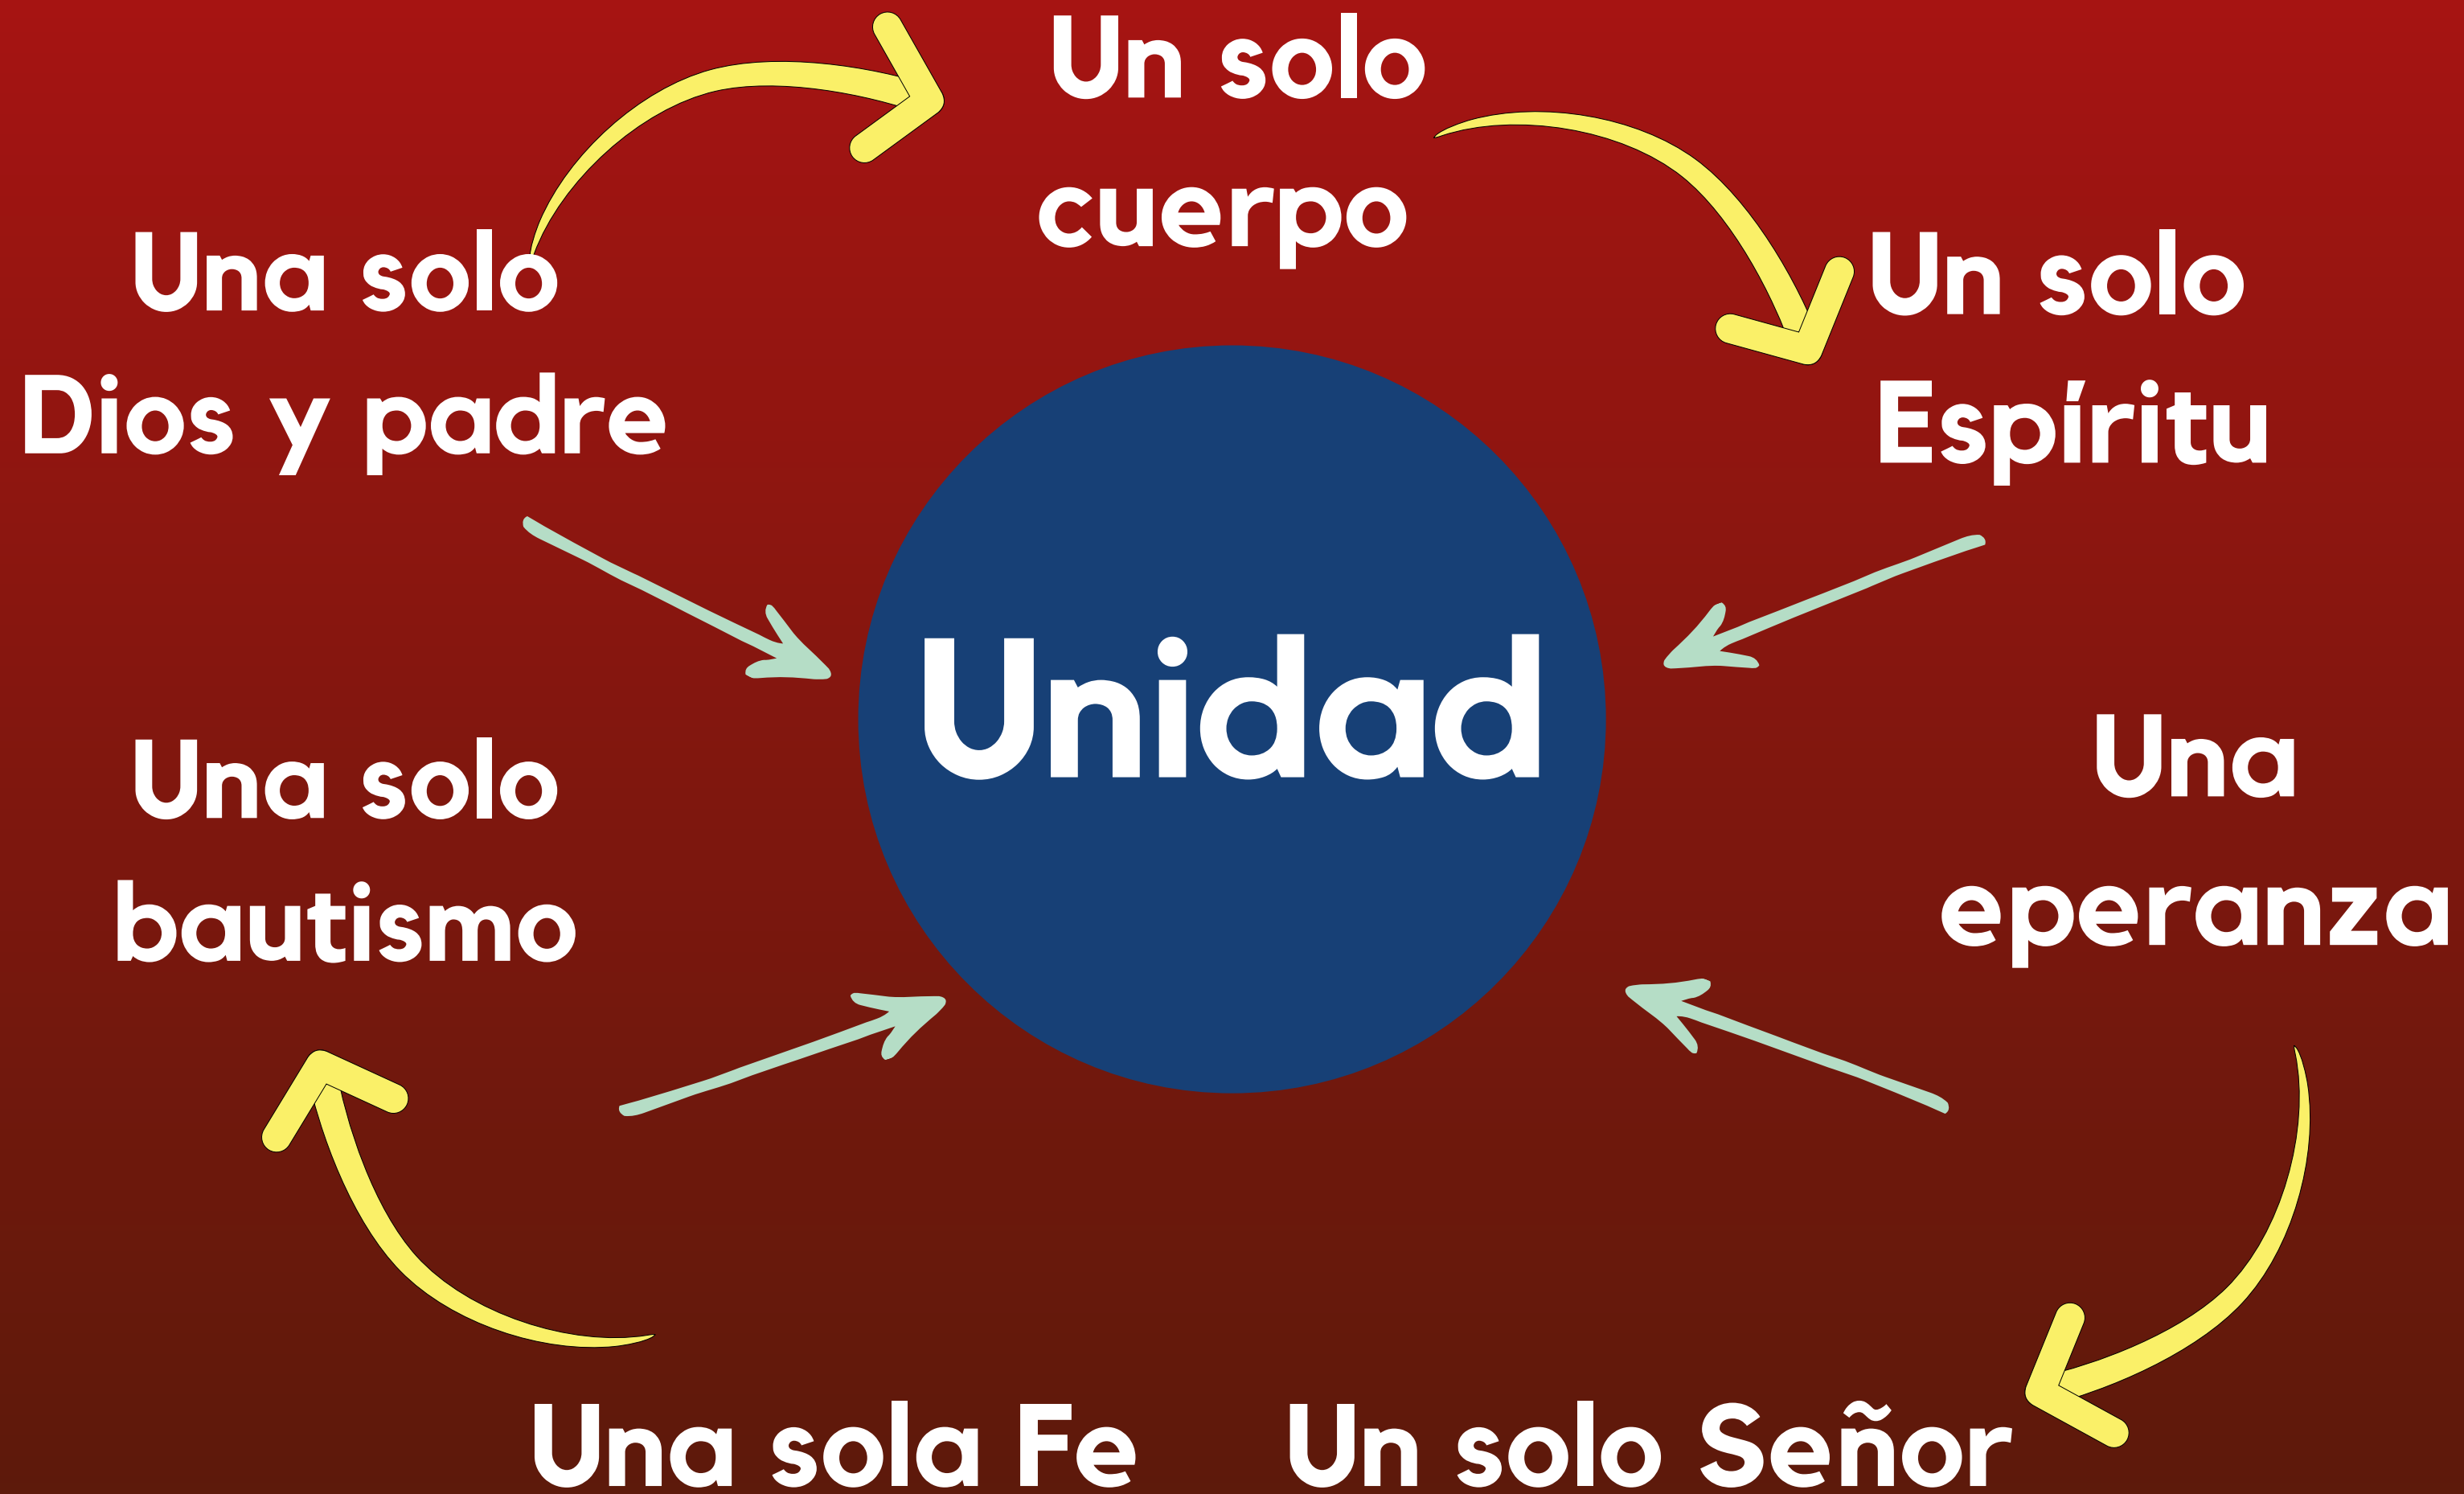 Un solo
cuerpo
Una solo
Dios y padre
Un solo
Espíritu
Unidad
Una solo
bautismo
Una
eperanza
Una sola Fe
Un solo Señor